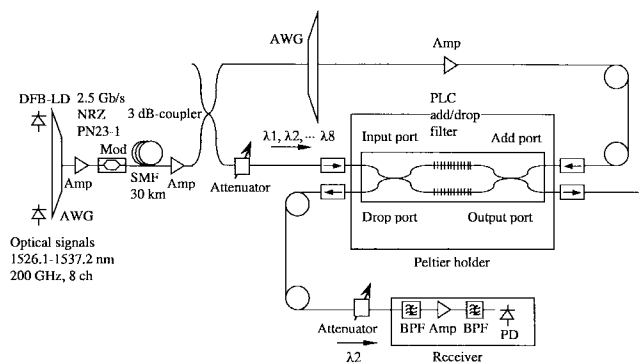 AWG
Amp
DFB-LD
2.5 Gb/s
NRZ
PN23-1
Mod
3 dB-coupler
PLC
add/drop
filter
λ1, λ2, ··· λ8
Input port
Add port
Amp
SMF
30 km
Amp
Attenuator
AWG
Drop port
Output port
Optical signals
1526.1-1537.2 nm
200 GHz, 8 ch
Peltier holder
Attenuator
λ2
BPF
Amp
BPF
PD
Receiver